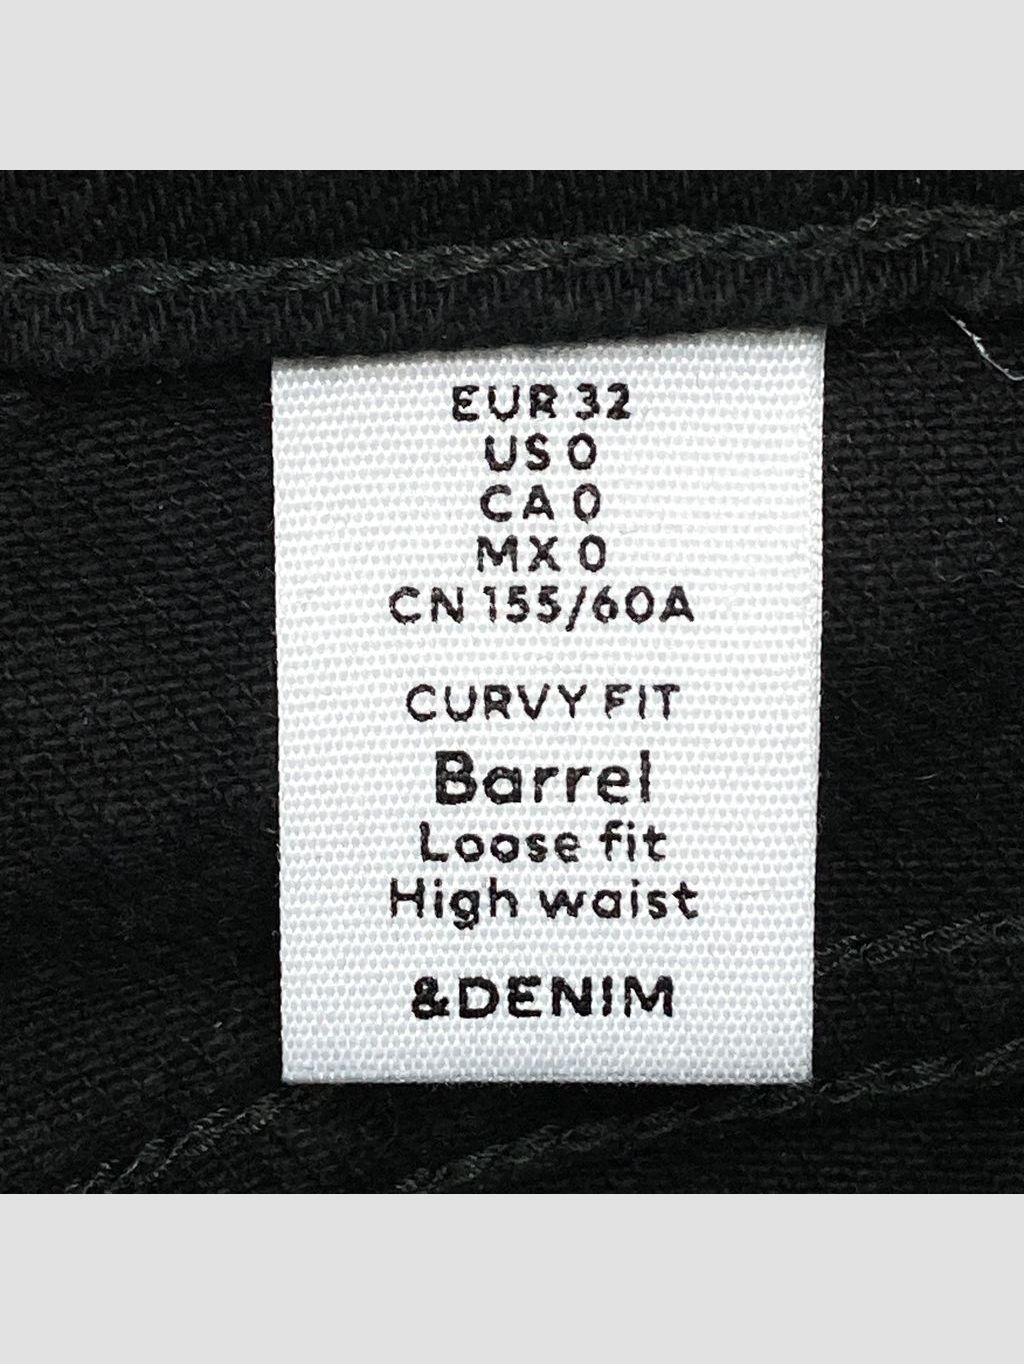 EUR 32
US 0
CA 0
MX 0
CN 155/60A
CURVY FIT
Barrel
Loose fit
High waist
&DENIM